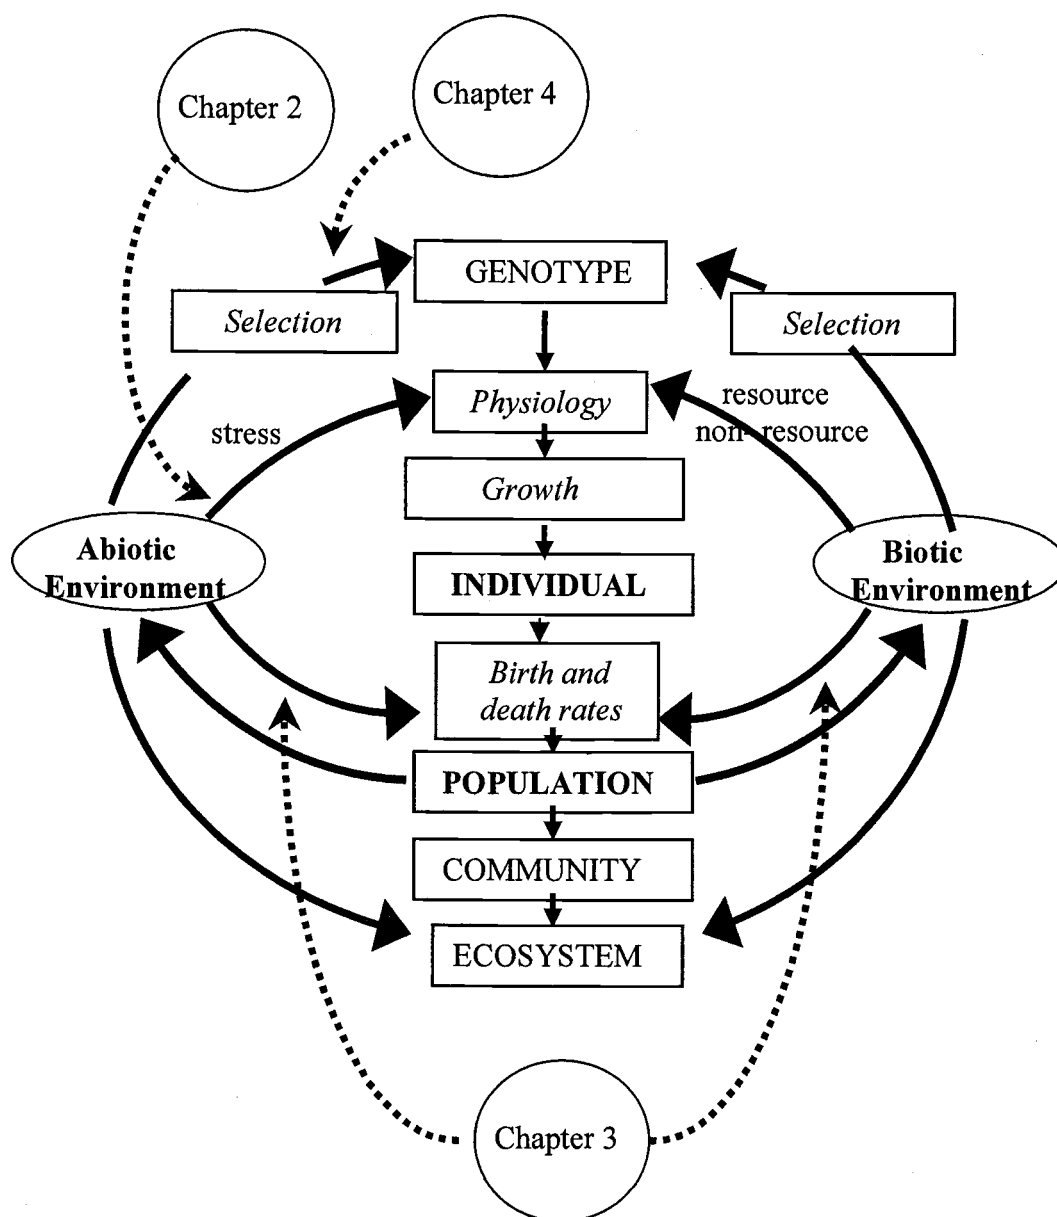 Chapter 2
Chapter 4
GENOTYPE
Selection
Selection
Physiology
stress
resource
non- resource
Growth
Abiotic
Environment
Biotic
Environment
INDIVIDUAL
Birth and
death rates
POPULATION
COMMUNITY
ECOSYSTEM
Chapter 3